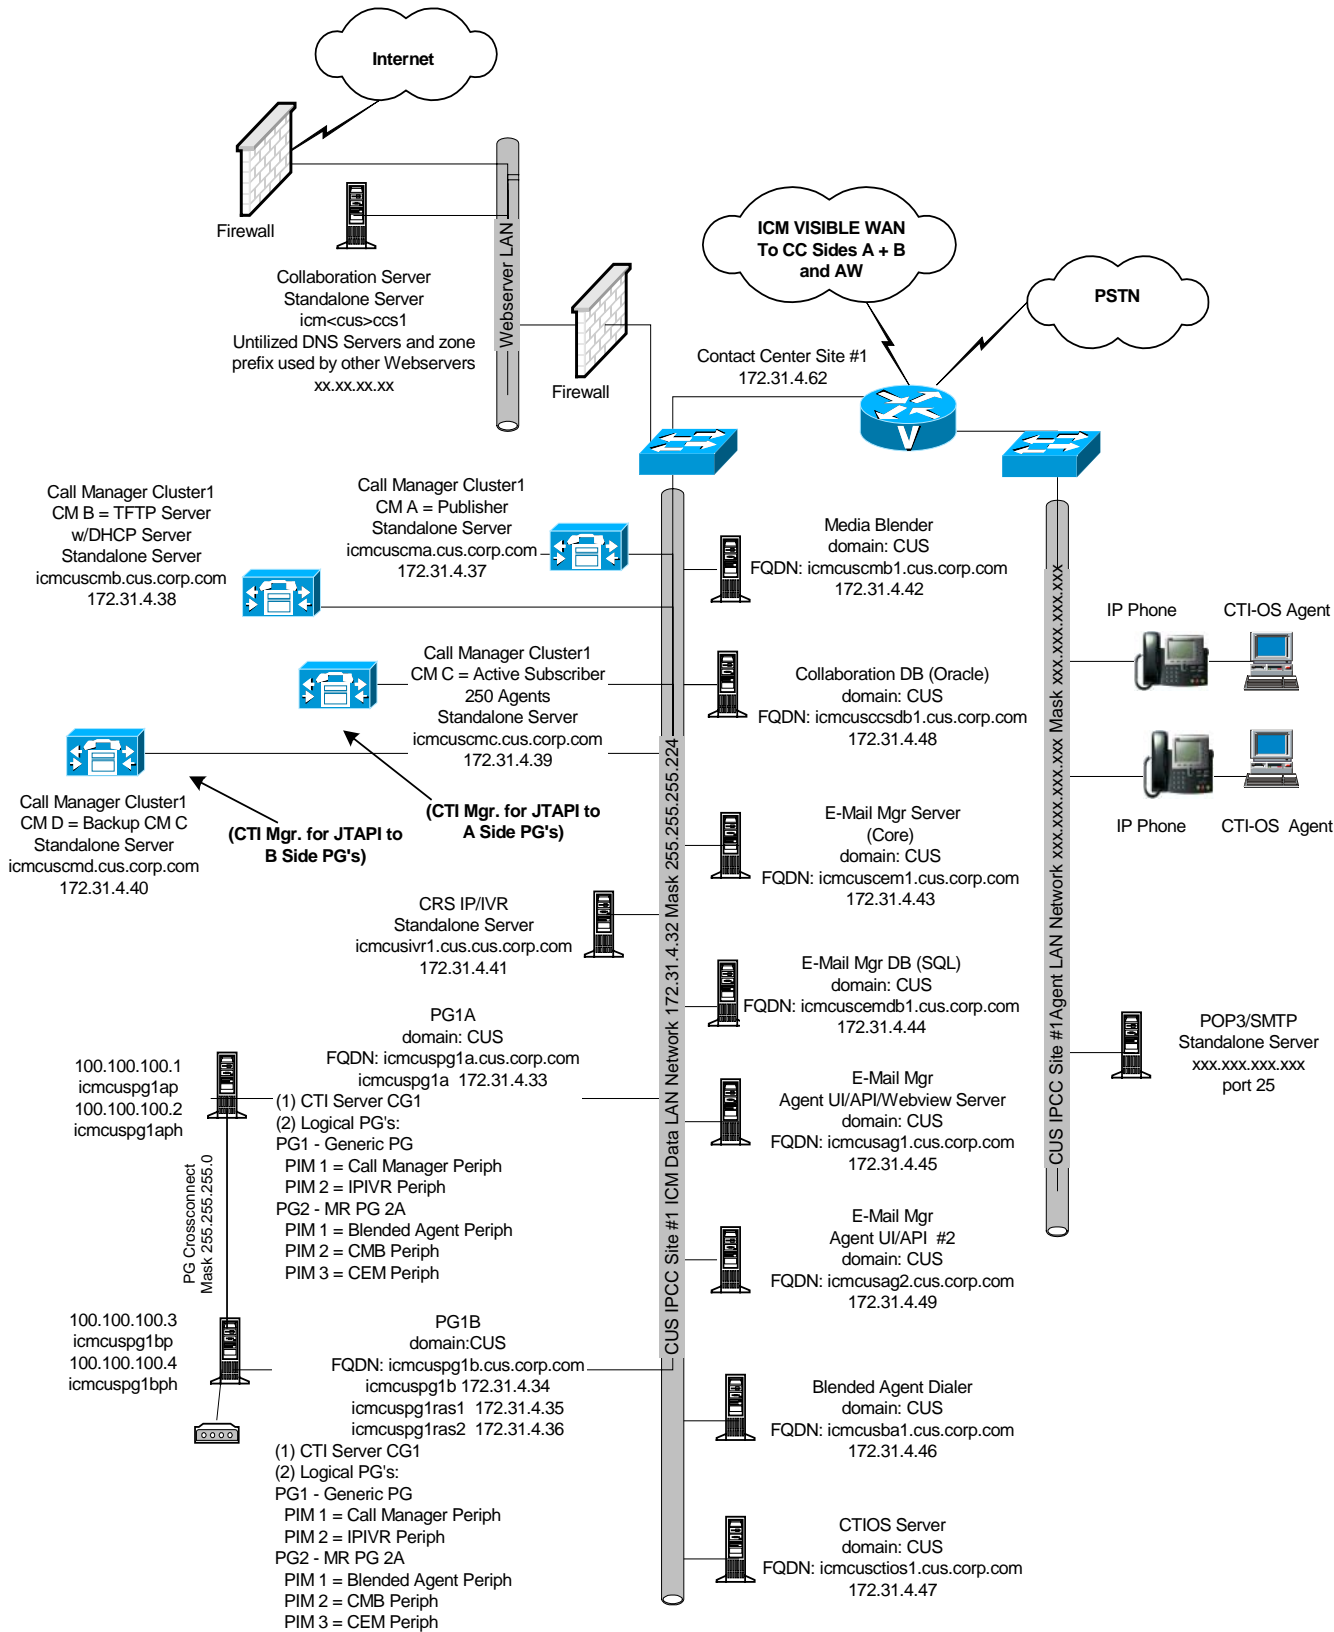 Internet
Firewall
Webserver LAN
Collaboration Server
Standalone Server
icm<cus>ccs1
Untilized DNS Servers and zone
prefix used by other Webservers
xx.xx.xx.xx
Firewall
ICM VISIBLE WAN
To CC Sides A + B
and AW
PSTN
Contact Center Site #1
172.31.4.62
V
Call Manager Cluster1
CM B = TFTP Server
w/DHCP Server
Standalone Server
icmcuscmb.cus.corp.com
172.31.4.38
Call Manager Cluster1
CM A = Publisher
Standalone Server
icmcuscma.cus.corp.com
172.31.4.37
Call Manager Cluster1
CM C = Active Subscriber
250 Agents
Standalone Server
icmcuscmc.cus.corp.com
172.31.4.39
Call Manager Cluster1
CM D = Backup CM C
Standalone Server
icmcuscmd.cus.corp.com
172.31.4.40
(CTI Mgr. for JTAPI to
B Side PG's)
(CTI Mgr. for JTAPI to
A Side PG's)
CRS IP/IVR
Standalone Server
icmcusivr1.cus.cus.corp.com
172.31.4.41
PG1A
domain: CUS
FQDN: icmcuspg1a.cus.corp.com
icmcuspg1a 172.31.4.33
(1) CTI Server CG1
(2) Logical PG's:
PG1 - Generic PG
PIM 1 = Call Manager Periph
PIM 2 = IPIVR Periph
PG2 - MR PG 2A
PIM 1 = Blended Agent Periph
PIM 2 = CMB Periph
PIM 3 = CEM Periph
100.100.100.1
icmcuspg1ap
100.100.100.2
icmcuspg1aph
PG Crossconnect
Mask 255.255.255.0
100.100.100.3
icmcuspg1bp
100.100.100.4
icmcuspg1bph
PG1B
domain:CUS
FQDN: icmcuspg1b.cus.corp.com
icmcuspg1b 172.31.4.34
icmcuspg1ras1 172.31.4.35
icmcuspg1ras2 172.31.4.36
(1) CTI Server CG1
(2) Logical PG's:
PG1 - Generic PG
PIM 1 = Call Manager Periph
PIM 2 = IPIVR Periph
PG2 - MR PG 2A
PIM 1 = Blended Agent Periph
PIM 2 = CMB Periph
PIM 3 = CEM Periph
CUS IPCC Site #1 ICM Data LAN Network 172.31.4.32 Mask 255.255.255.224
Media Blender
domain: CUS
FQDN: icmcuscmb1.cus.corp.com
172.31.4.42
Collaboration DB (Oracle)
domain: CUS
FQDN: icmcusccsdb1.cus.corp.com
172.31.4.48
E-Mail Mgr Server
(Core)
domain: CUS
FQDN: icmcuscem1.cus.corp.com
172.31.4.43
E-Mail Mgr DB (SQL)
domain: CUS
FQDN: icmcuscemdb1.cus.corp.com
172.31.4.44
E-Mail Mgr
Agent UI/API/Webview Server
domain: CUS
FQDN: icmcusag1.cus.corp.com
172.31.4.45
E-Mail Mgr
Agent UI/API #2
domain: CUS
FQDN: icmcusag2.cus.corp.com
172.31.4.49
Blended Agent Dialer
domain: CUS
FQDN: icmcusba1.cus.corp.com
172.31.4.46
CTIOS Server
domain: CUS
FQDN: icmcusctios1.cus.corp.com
172.31.4.47
CUS IPCC Site #1Agent LAN Network xxx.xxx.xxx.xxx Mask xxx.xxx.xxx.xxx
IP Phone
CTI-OS Agent
IP Phone
CTI-OS Agent
POP3/SMTP
Standalone Server
xxx.xxx.xxx.xxx
port 25